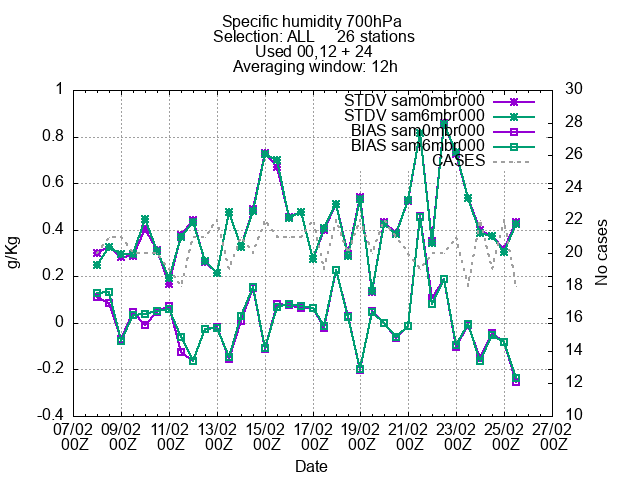 Specific humidity 700hPa
Selection: ALL 26 stations
Used 00,12 + 24
Averaging window: 12h
STDV sam0mbr000
STDV sam6mbr000
BIAS sam0mbr000
BIAS sam6mbr000
CASES
1
0.8
0.6
0.4
0.2
0
-0.2
-0.4
g/Kg
30
28
26
24
22
20
18
16
14
12
10
No cases
07/02 09/02 11/02 13/02 15/02 17/02 19/02 21/02 23/02 25/02 27/02
00Z 00Z 00Z 00Z 00Z 00Z 00Z 00Z 00Z 00Z 00Z
Date